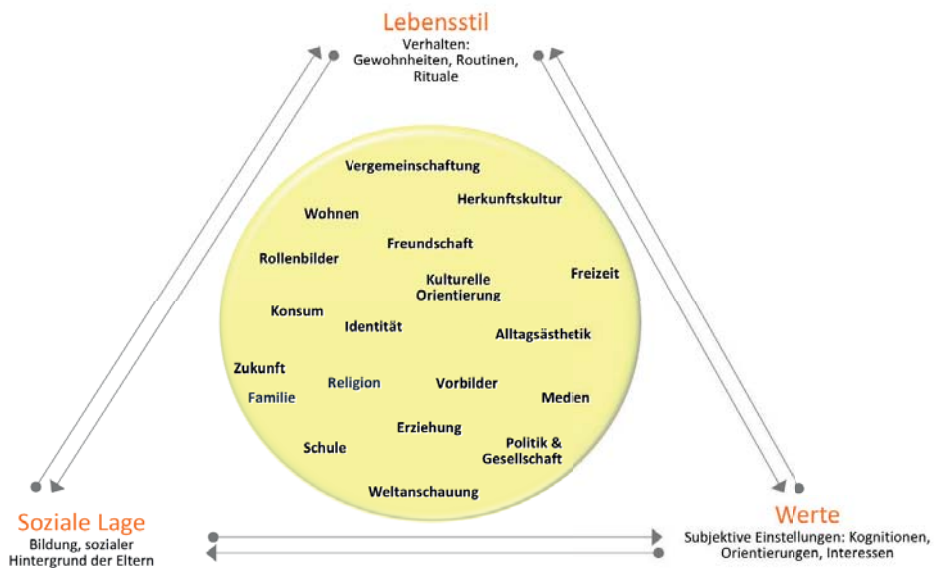 Lebensstil
Verhalten:
Gewohnheiten, Routinen,
Rituale
Vergemeinschaftung
Herkunftskultur
Wohnen
Freundschaft
Rollenbilder
Freizeit
Kulturelle
Orientierung
Konsum
Identität
Alltagsästhetik
Zukunft
Familie
Religion
Vorbilder
Medien
Erziehung
Schule
Politik &
Gesellschaft
Weltanschauung
Soziale Lage
Bildung, sozialer
Hintergrund der Eltern
Werte
Subjektive Einstellungen: Kognitionen,
Orientierungen, Interessen